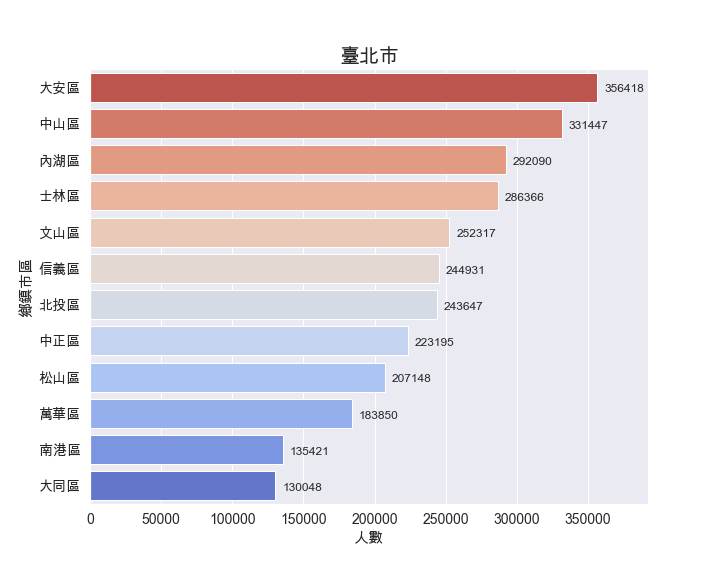 臺北市
鄉鎮市區
大安區 356418
中山區 331447
內湖區 292090
士林區 286366
文山區 252317
信義區 244931
北投區 243647
中正區 223195
松山區 207148
萬華區 183850
南港區 135421
大同區 130048
0 50000 100000 150000 200000 250000 300000 350000
人數